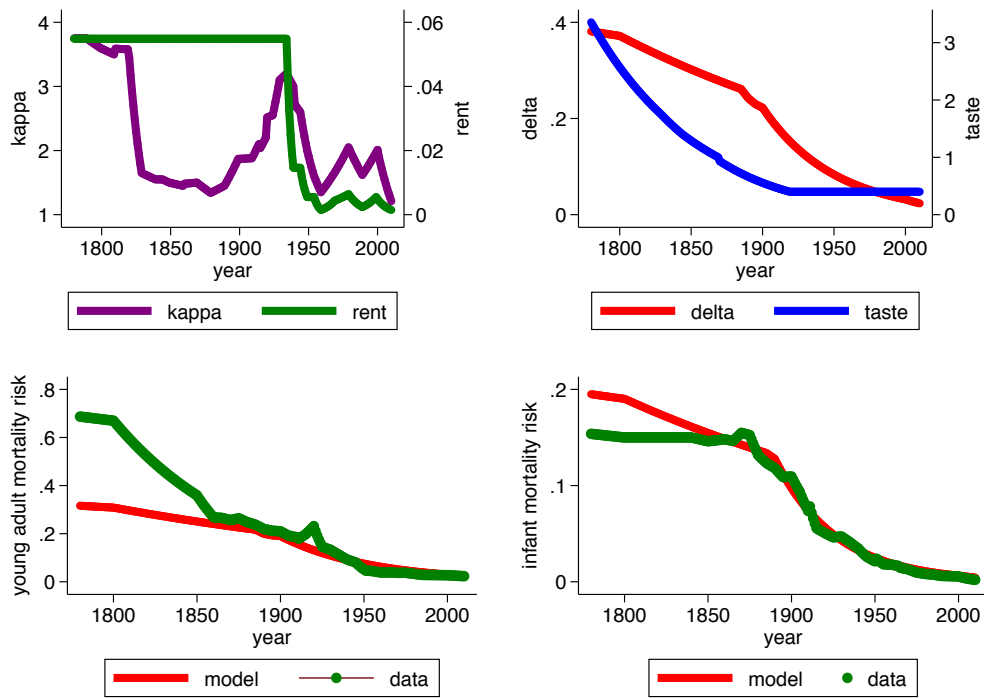 kappa
4
3
2
1
rent
.06
.04
.02
0
1800 1850 1900 1950 2000
year
kappa rent
delta
.4
.2
0
taste
3
2
1
0
1800 1850 1900 1950 2000
year
delta taste
young adult mortality risk
.8
.6
.4
.2
0
1800 1850 1900 1950 2000
year
model data
infant mortality risk
.2
.1
0
1800 1850 1900 1950 2000
year
model data